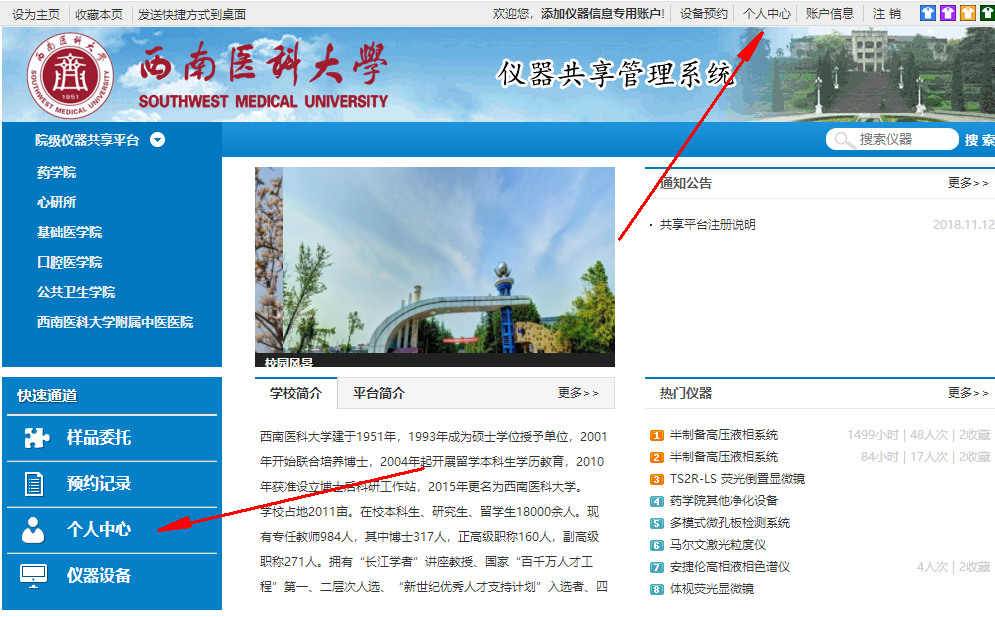 设为主页 收藏本页 发送快捷方式到桌面 欢迎您，添加仪器信息专用账户! 设备预约 个人中心 账户信息 注 销
西南医科大学
SOUTHWEST MEDICAL UNIVERSITY
1951
西南医科大學
SOUTHWEST MEDICAL UNIVERSITY
仪器共享管理系统
院级仪器共享平台
搜索仪器 搜 索
药学院
心研所
基础医学院
口腔医学院
公共卫生学院
西南医科大学附属中医医院
校园风景
通知公告 更多>>
· 共享平台注册说明 2018.11.12
快速通道
样品委托
预约记录
个人中心
仪器设备
学校简介 平台简介 更多>>
西南医科大学建于1951年，1993年成为硕士学位授予单位，2001
年开始联合培养博士，2004年起开展留学本科生学历教育，2010
年获准设立博士后科研工作站，2015年更名为西南医科大学。
学校占地2011亩。在校本科生、研究生、留学生18000余人。现
有专任教师984人，其中博士317人，正高级职称160人，副高级
职称271人。拥有“长江学者”讲座教授、国家“百千万人才工
程”第一、二层次人选、“新世纪优秀人才支持计划”入选者、四
热门仪器 更多>>
1 半制备高压液相系统 1499小时 | 48人次 | 2收藏
2 半制备高压液相系统 84小时 | 17人次 | 2收藏
3 TS2R-LS 荧光倒置显微镜
4 药学院其他净化设备
5 多模式微孔板检测系统
6 马尔文激光粒度仪
7 安捷伦高相液相色谱仪 4人次 | 2收藏
8 体视荧光显微镜